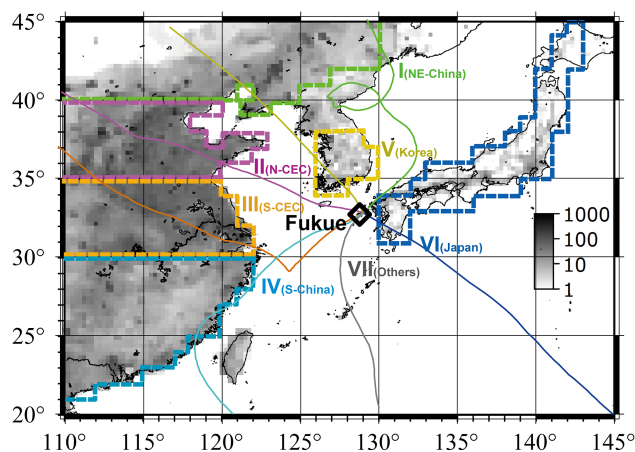 45°
I(NE-China)
40°
V(Korea)
II(N-CEC)
35°
III(S-CEC)
Fukue
1000
VI(Japan)
100
30°
VII(Others)
10
IV(S-China)
1
25°
20°
110° 115° 120° 125° 130° 135° 140° 145°